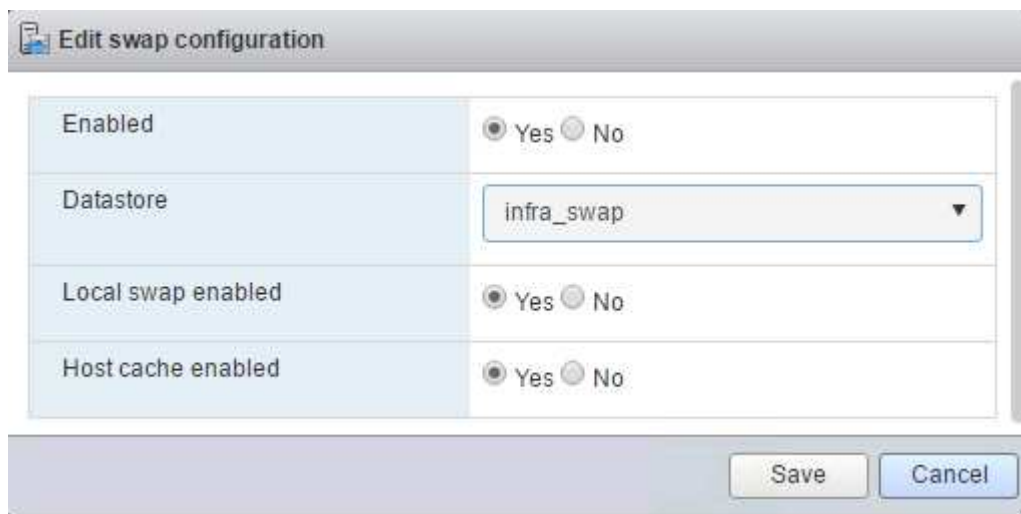 Edit swap configuration
Enabled Yes No
Datastore infra_swap
Local swap enabled Yes No
Host cache enabled Yes No
Save Cancel